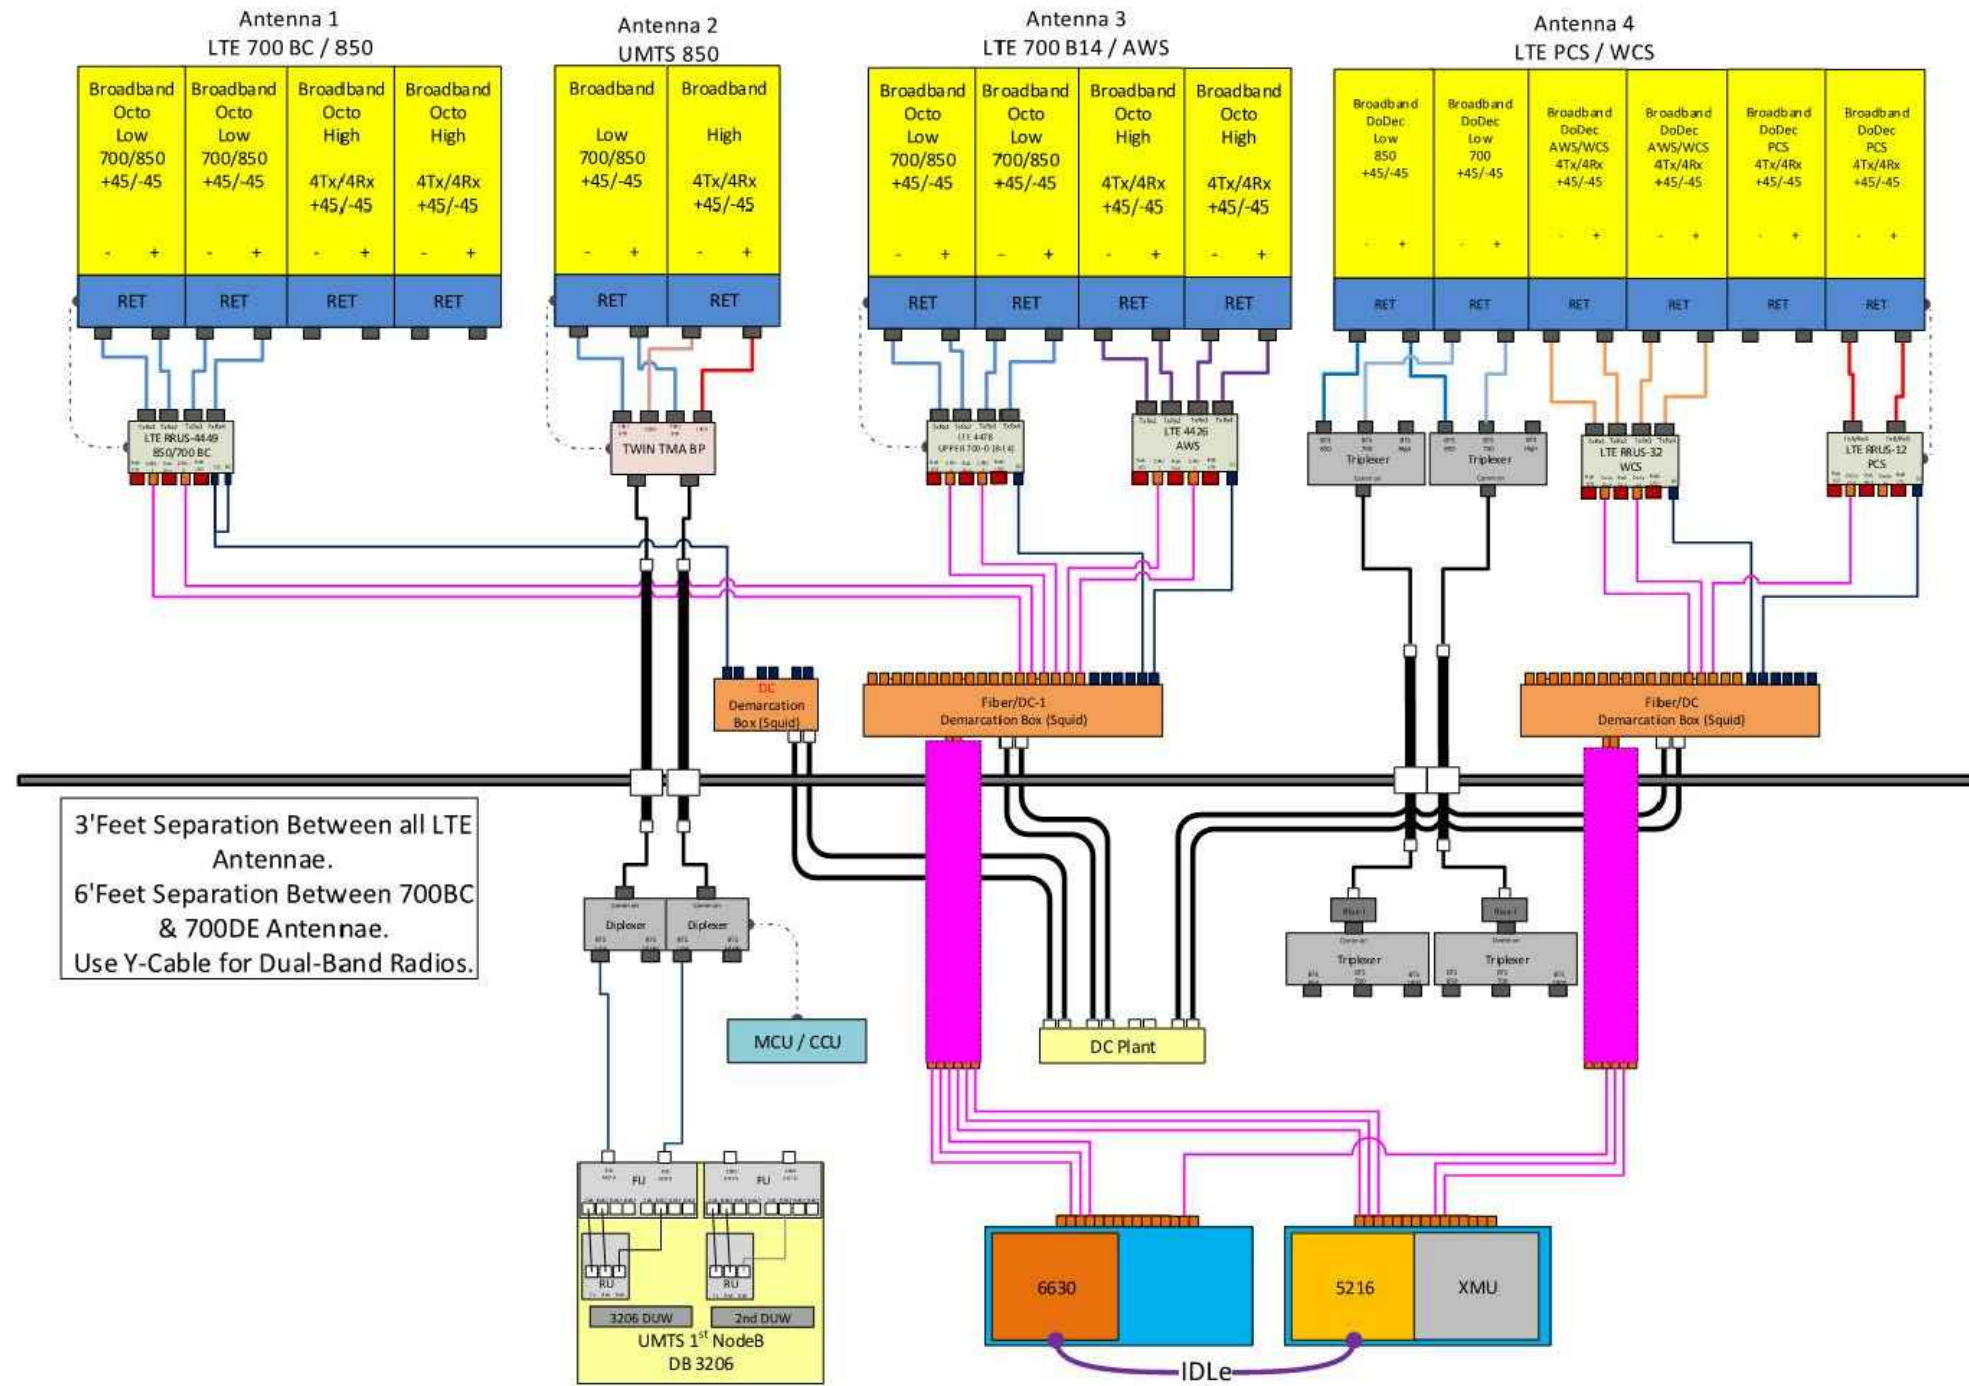 Antenna 1
LTE 700 BC / 850
Antenna 2
UMTS 850
Antenna 3
LTE 700 B14 / AWS
Antenna 4
LTE PCS / WCS
Broadband
Octo
Low
700/850
+45/-45
- +
RET
Broadband
Octo
Low
700/850
+45/-45
- +
RET
Broadband
Octo
High
4Tx/4Rx
+45/-45
- +
RET
Broadband
Octo
High
4Tx/4Rx
+45/-45
- +
RET
Broadband
Low
700/850
+45/-45
- +
RET
Broadband
High
4Tx/4Rx
+45/-45
- +
RET
Broadband
Octo
Low
700/850
+45/-45
- +
RET
Broadband
Octo
Low
700/850
+45/-45
- +
RET
Broadband
Octo
High
4Tx/4Rx
+45/-45
- +
RET
Broadband
Octo
High
4Tx/4Rx
+45/-45
- +
RET
Broadband
DoDec
Low
850
+45/-45
- +
RET
Broadband
DoDec
Low
700
+45/-45
- +
RET
Broadband
DoDec
AWS/WCS
4Tx/4Rx
+45/-45
- +
RET
Broadband
DoDec
AWS/WCS
4Tx/4Rx
+45/-45
- +
RET
Broadband
DoDec
PCS
4Tx/4Rx
+45/-45
- +
RET
Broadband
DoDec
PCS
4Tx/4Rx
+45/-45
- +
RET
LTE RRUS-4449
850/700 BC
TWIN TMA BP
LTE 4478
UPPER 700-D (B14)
LTE 4426
AWS
Triplexer
Common
Triplexer
Common
LTE RRUS-32
WCS
LTE RRUS-12
PCS
DC
Demarcation
Box (Squid)
Fiber/DC-1
Demarcation Box (Squid)
Fiber/DC
Demarcation Box (Squid)
3'Feet Separation Between all LTE
Antennae.
6'Feet Separation Between 700BC
& 700DE Antennae.
Use Y-Cable for Dual-Band Radios.
Common
Diplexer
Common
Diplexer
Common
Triplexer
Common
Triplexer
MCU / CCU
DC Plant
FU
FU
RU
RU
3206 DUW
2nd DUW
UMTS 1st NodeB
DB 3206
6630
5216
XMU
IDLe